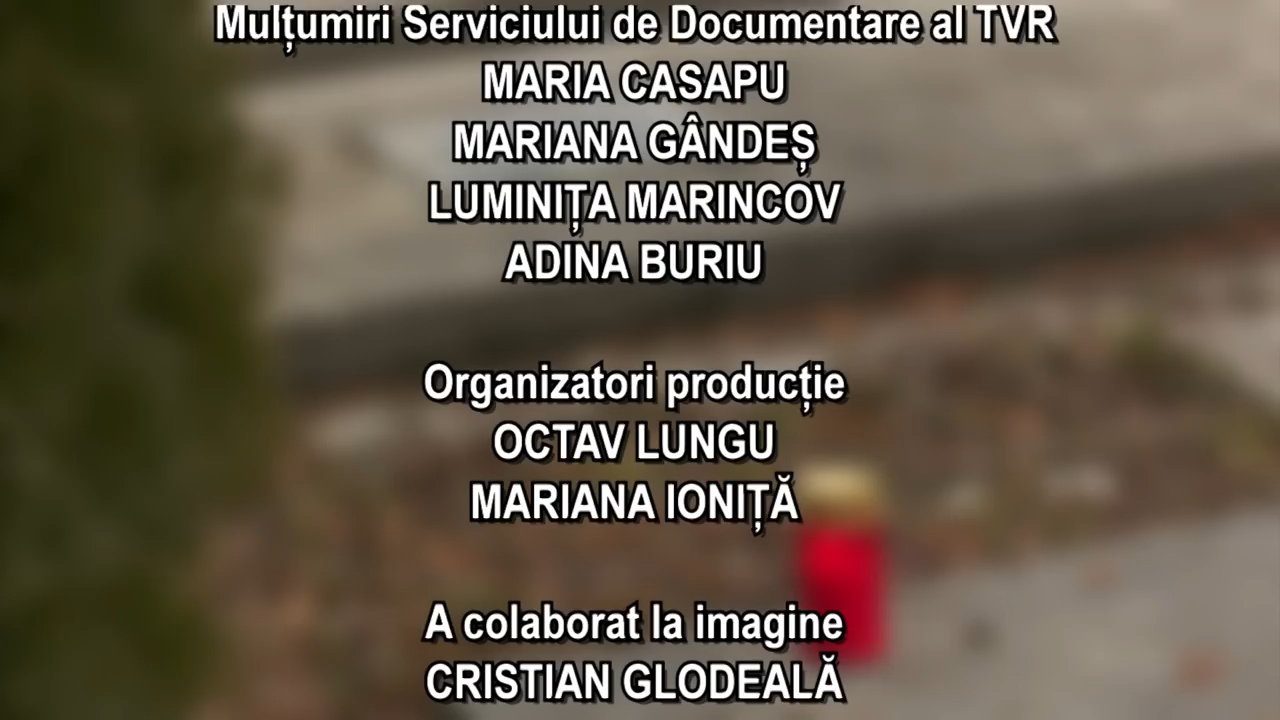 Mulțumiri Serviciului de Documentare al TVR
MARIA CASAPU
MARIANA GÂNDEȘ
LUMINIȚA MARINCOV
ADINA BURIU
Organizatori producție
OCTAV LUNGU
MARIANA IONIȚĂ
A colaborat la imagine
CRISTIAN GLODEALĂ